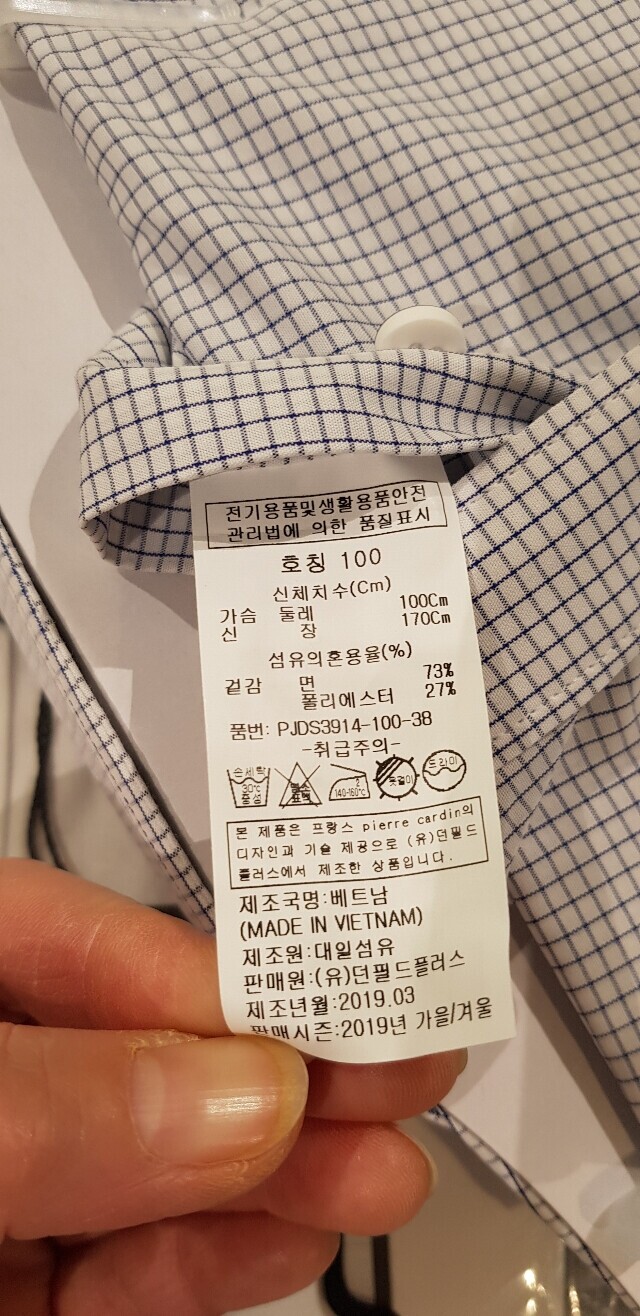 전기용품및생활용품안전
관리법에 의한 품질표시
호칭 100
신체치수(Cm)
가슴 둘레 100Cm
신 장 170Cm
섬유의혼용율(%)
겉감 면 73%
폴리에스터 27%
품번: PJDS3914-100-38
-취급주의-
손세탁 30℃ 중성 염소 표백 2 140-160℃ 옷걸이 드라이
본 제품은 프랑스 pierre cardin의
디자인과 기술 제공으로 (유)던필드
플러스에서 제조한 상품입니다.
제조국명:베트남
(MADE IN VIETNAM)
제조원:대일섬유
판매원:(유)던필드플러스
제조년월:2019.03
판매시즌:2019년 가을/겨울